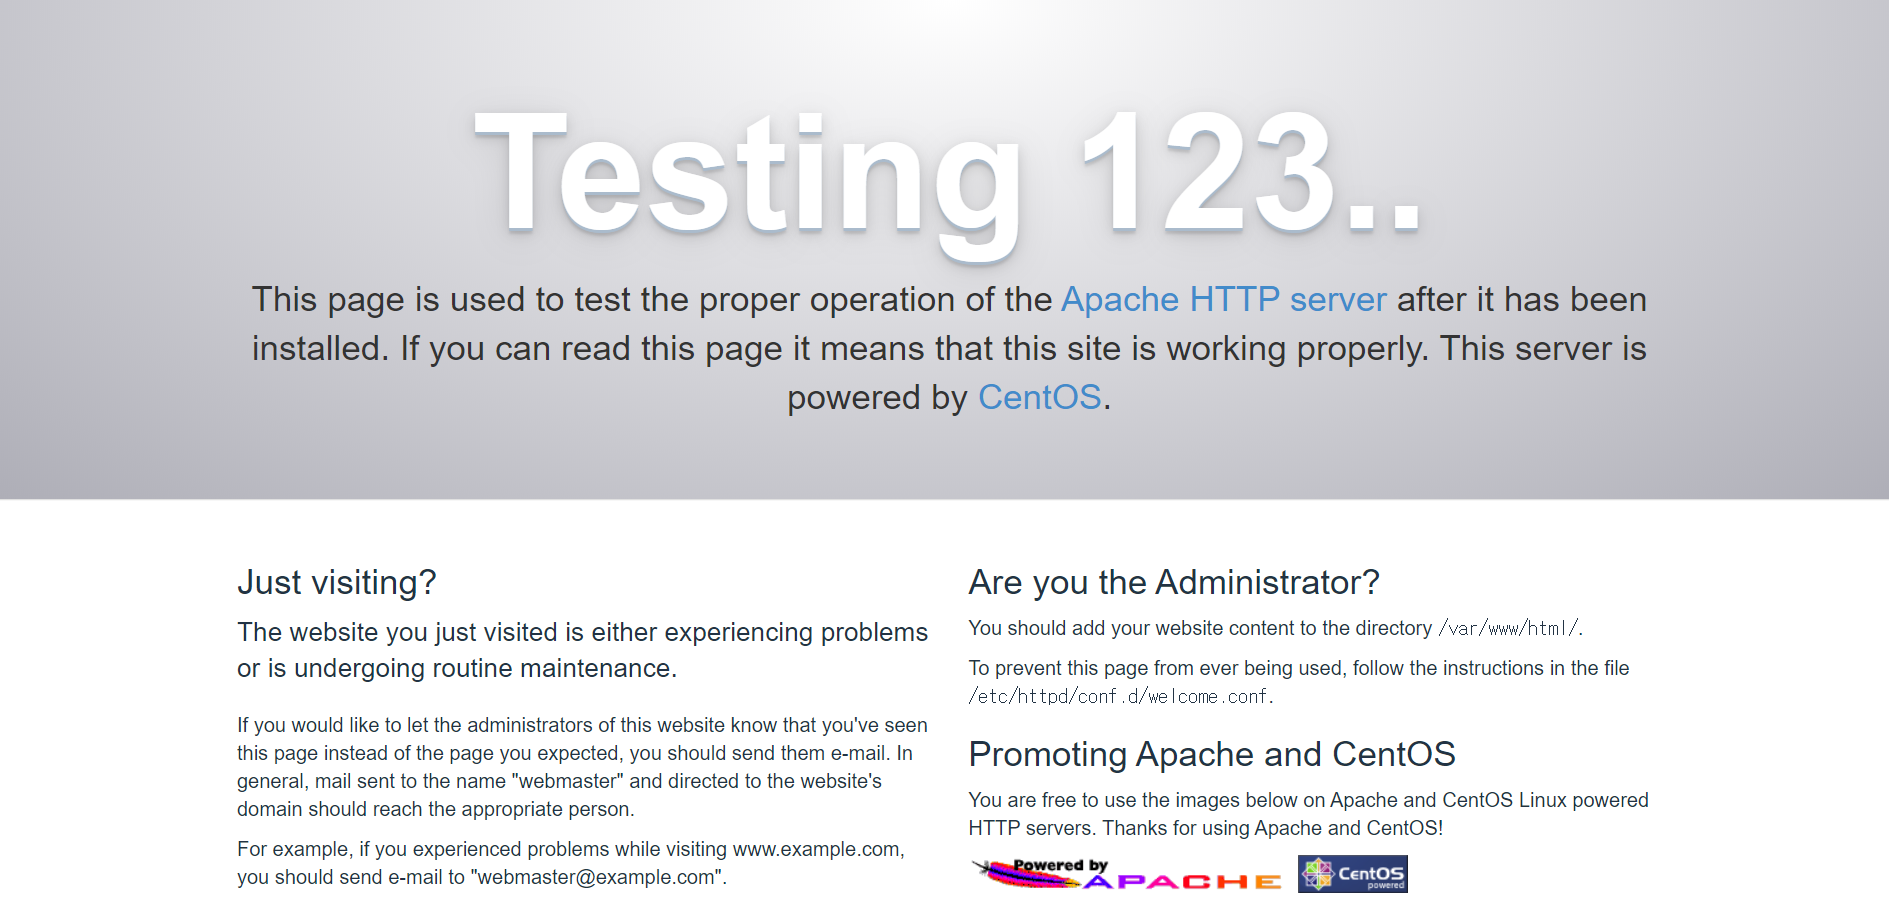 Testing 123..
This page is used to test the proper operation of the Apache HTTP server after it has been
installed. If you can read this page it means that this site is working properly. This server is
powered by CentOS.
Just visiting?
The website you just visited is either experiencing problems
or is undergoing routine maintenance.
If you would like to let the administrators of this website know that you've seen
this page instead of the page you expected, you should send them e-mail. In
general, mail sent to the name "webmaster" and directed to the website's
domain should reach the appropriate person.
For example, if you experienced problems while visiting www.example.com,
you should send e-mail to "webmaster@example.com".
Are you the Administrator?
You should add your website content to the directory /var/www/html/.
To prevent this page from ever being used, follow the instructions in the file
/etc/httpd/conf.d/welcome.conf.
Promoting Apache and CentOS
You are free to use the images below on Apache and CentOS Linux powered
HTTP servers. Thanks for using Apache and CentOS!
Powered by
APACHE
CentOS
powered